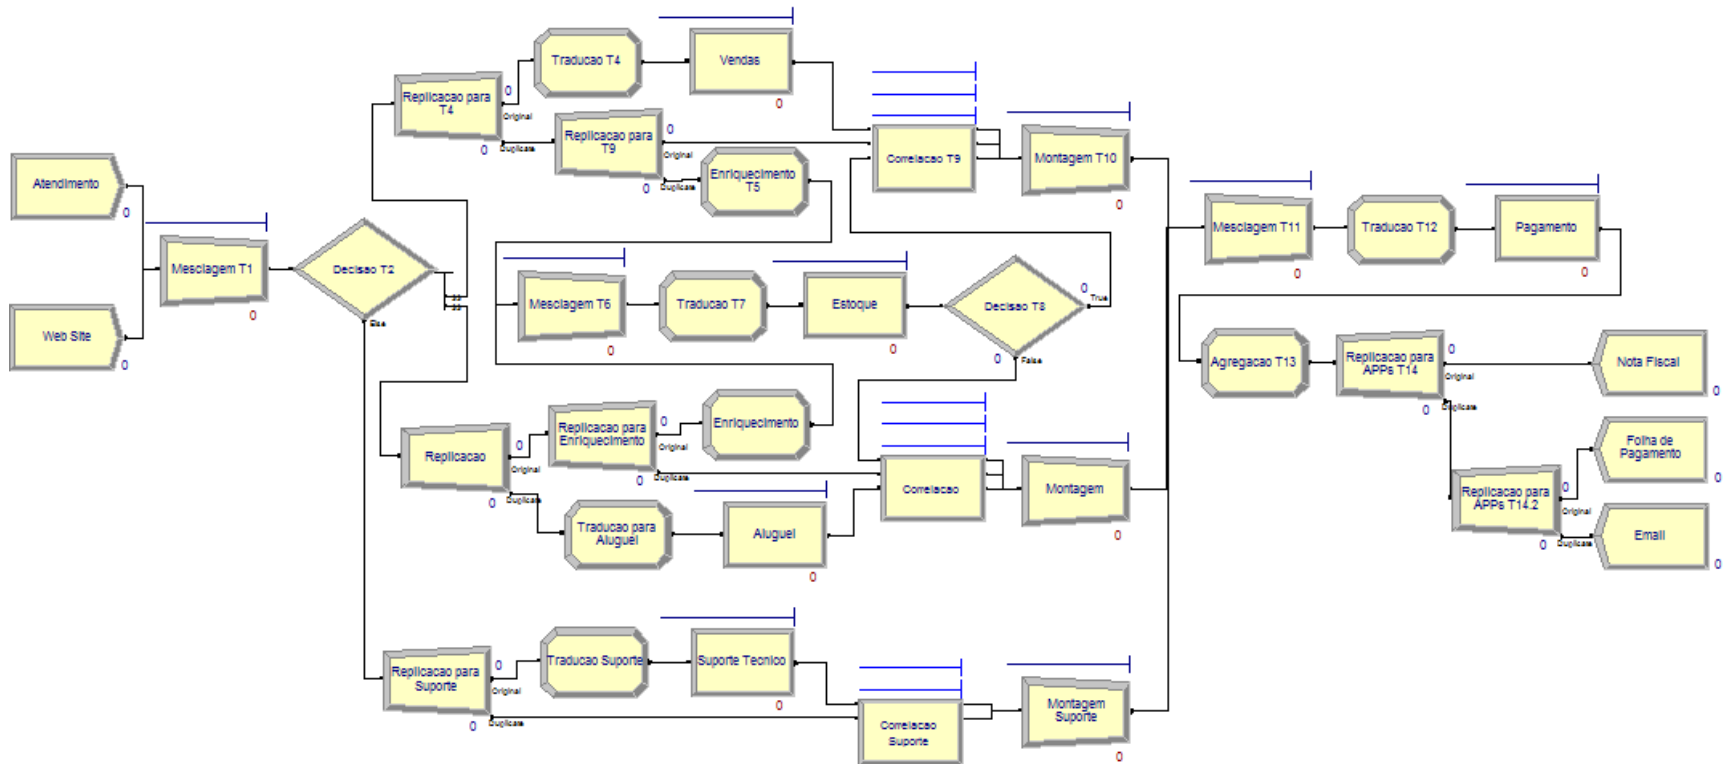 Traducao T4
Vendas
0
Replicacao para
T4
0
Original
0
Duplicate
Replicacao para
T9
0
Original
0
Duplicate
Enriquecimento
T5
Correlacao T9
Montagem T10
0
Atendimento
0
Mesclagem T1
0
Web Site
0
Decisao T2
Else
33
33
Mesclagem T6
0
Traducao T7
Estoque
0
Decisao T8
0
True
0
False
Mesclagem T11
0
Traducao T12
Pagamento
0
Agregacao T13
Replicacao para
APPs T14
0
Original
0
Duplicate
Nota Fiscal
0
Folha de
Pagamento
0
Replicacao para
APPs T14.2
0
Original
0
Duplicate
Email
0
Replicacao
0
Original
0
Duplicate
Replicacao para
Enriquecimento
0
Original
0
Duplicate
Enriquecimento
Correlacao
Montagem
0
Traducao para
Aluguel
Aluguel
0
Replicacao para
Suporte
0
Original
0
Duplicate
Traducao Suporte
Suporte Tecnico
0
Correlacao
Suporte
Montagem
Suporte
0